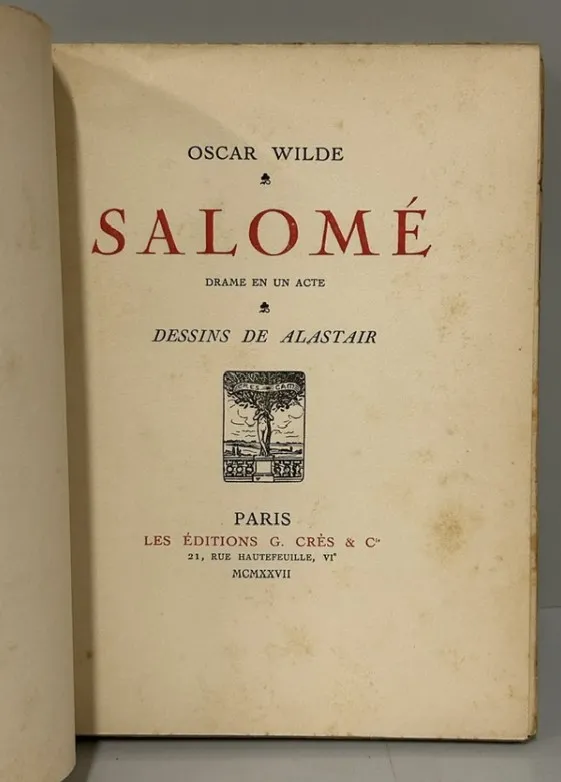 OSCAR WILDE
SALOMÉ
DRAME EN UN ACTE
DESSINS DE ALASTAIR
PARIS
LES ÉDITIONS G. CRÈS & Cie
21, RUE HAUTEFEUILLE, VIe
MCMXXVII